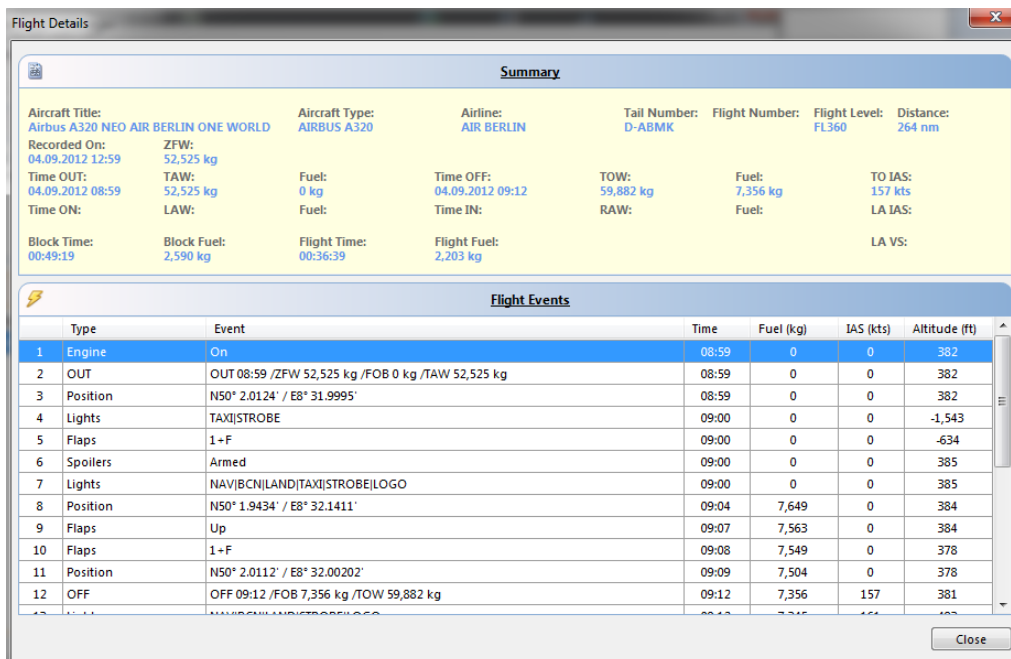 Flight Details
Summary
Aircraft Title: Aircraft Type: Airline: Tail Number: Flight Number: Flight Level: Distance:
Airbus A320 NEO AIR BERLIN ONE WORLD AIRBUS A320 AIR BERLIN D-ABMK FL360 264 nm
Recorded On: ZFW:
04.09.2012 12:59 52,525 kg
Time OUT: TAW: Fuel: Time OFF: TOW: Fuel: TO IAS:
04.09.2012 08:59 52,525 kg 0 kg 04.09.2012 09:12 59,882 kg 7,356 kg 157 kts
Time ON: LAW: Fuel: Time IN: RAW: Fuel: LA IAS:
Block Time: Block Fuel: Flight Time: Flight Fuel: LA VS:
00:49:19 2,590 kg 00:36:39 2,203 kg
Flight Events
Type Event Time Fuel (kg) IAS (kts) Altitude (ft)
1 Engine On 08:59 0 0 382
2 OUT OUT 08:59 /ZFW 52,525 kg /FOB 0 kg /TAW 52,525 kg 08:59 0 0 382
3 Position N50° 2.0124' / E8° 31.9995' 08:59 0 0 382
4 Lights TAXI|STROBE 09:00 0 0 -1,543
5 Flaps 1+F 09:00 0 0 -634
6 Spoilers Armed 09:00 0 0 385
7 Lights NAV|BCN|LAND|TAXI|STROBE|LOGO 09:00 0 0 385
8 Position N50° 1.9434' / E8° 32.1411' 09:04 7,649 0 384
9 Flaps Up 09:07 7,563 0 384
10 Flaps 1+F 09:08 7,549 0 378
11 Position N50° 2.0112' / E8° 32.00202' 09:09 7,504 0 378
12 OFF OFF 09:12 /FOB 7,356 kg /TOW 59,882 kg 09:12 7,356 157 381
Close